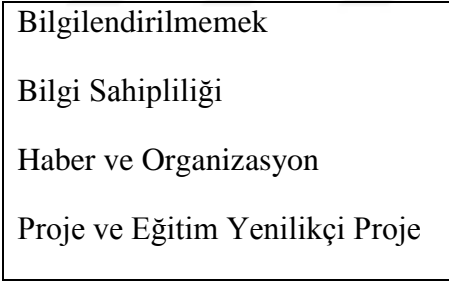 Bilgilendirilmemek
Bilgi Sahipliliği
Haber ve Organizasyon
Proje ve Eğitim Yenilikçi Proje